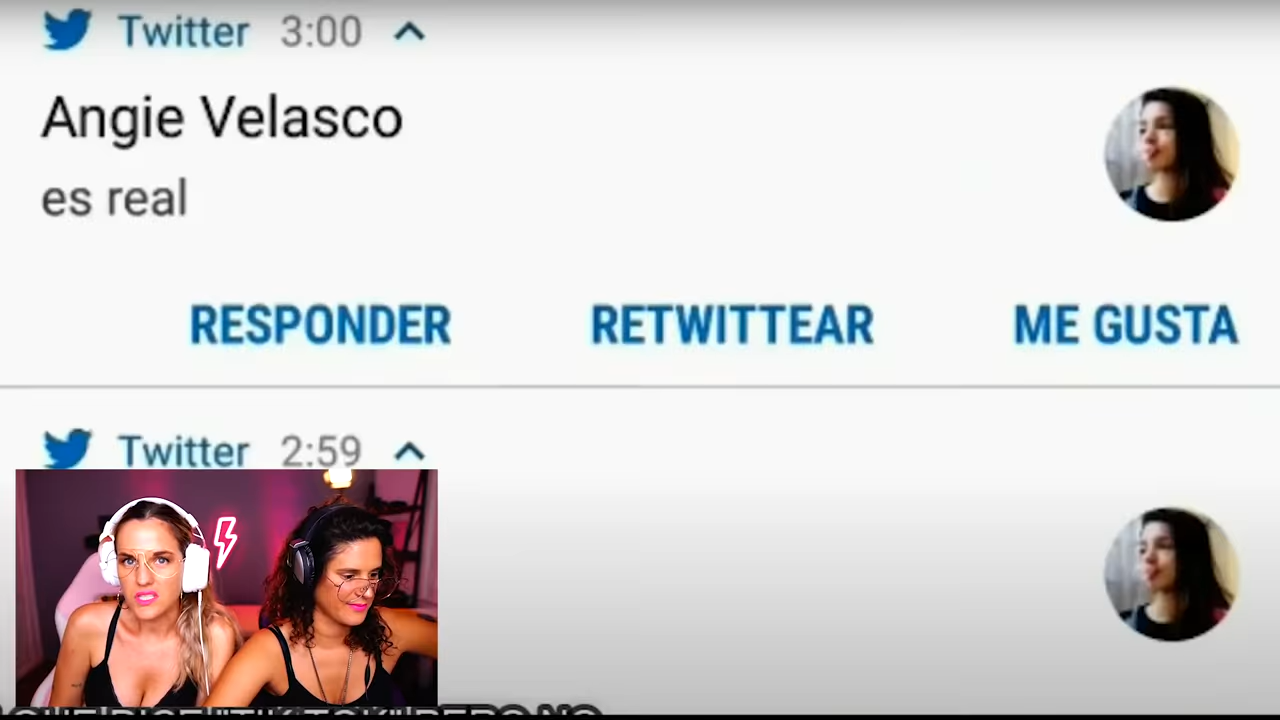 Twitter 3:00
Angie Velasco
es real
RESPONDER RETWITTEAR ME GUSTA
Twitter 2:59